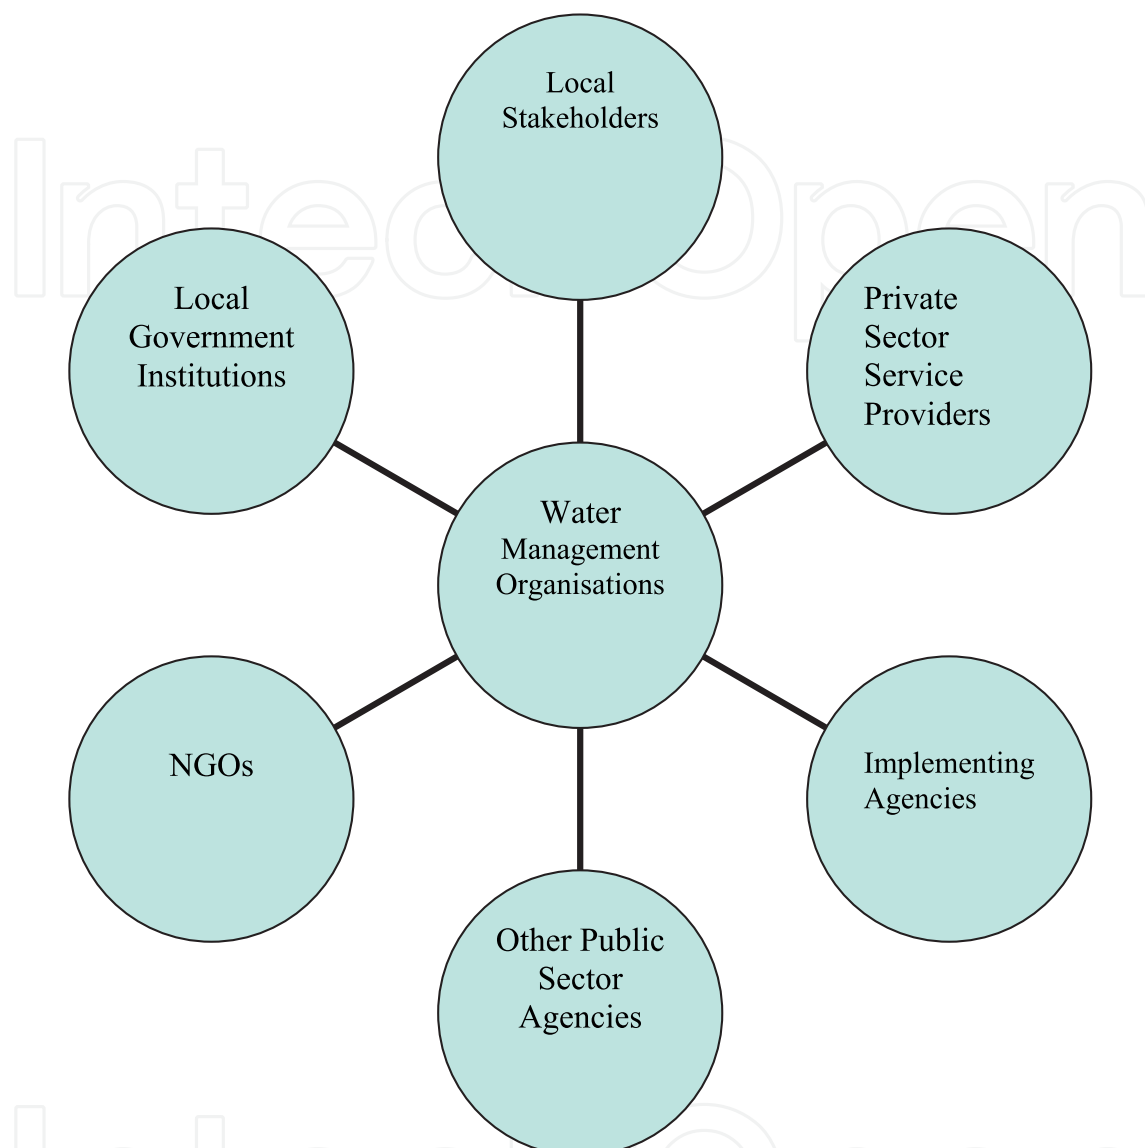 Local
Stakeholders
Local
Government
Institutions
Private
Sector
Service
Providers
Water
Management
Organisations
NGOs
Implementing
Agencies
Other Public
Sector
Agencies